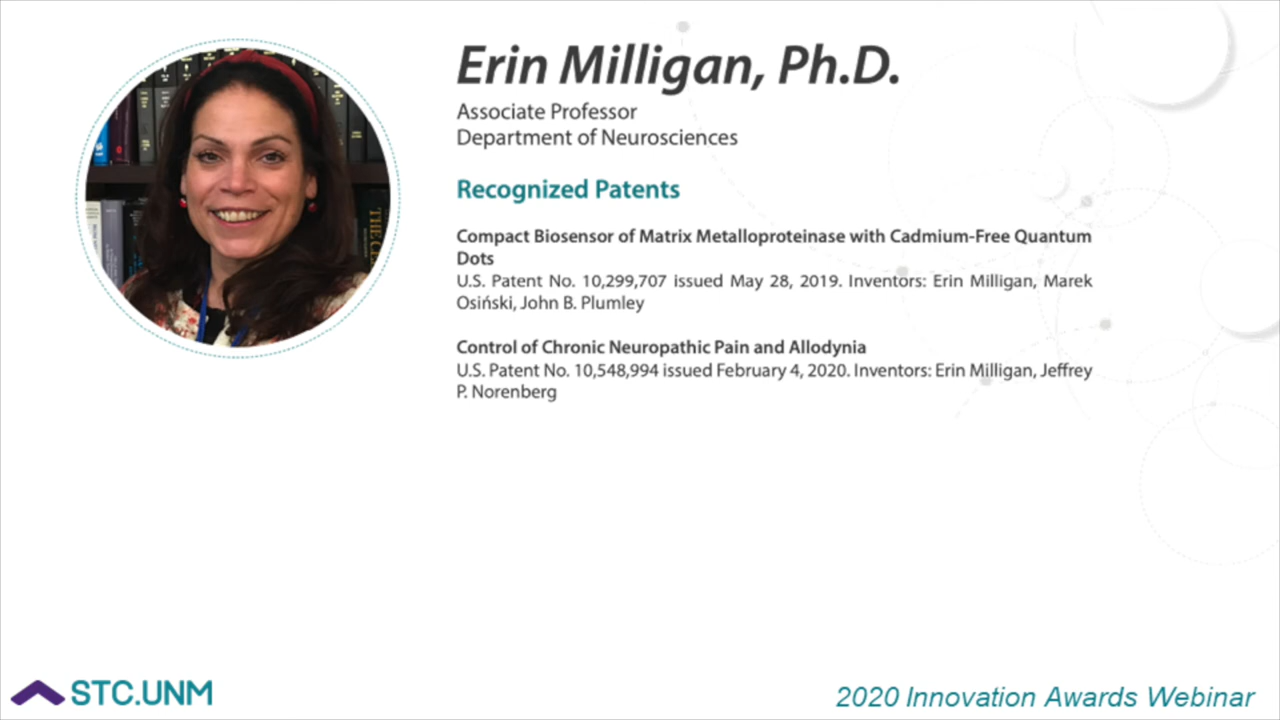 Erin Milligan, Ph.D.
Associate Professor
Department of Neurosciences
Recognized Patents
Compact Biosensor of Matrix Metalloproteinase with Cadmium-Free Quantum
Dots
U.S. Patent No. 10,299,707 issued May 28, 2019. Inventors: Erin Milligan, Marek
Osiński, John B. Plumley
Control of Chronic Neuropathic Pain and Allodynia
U.S. Patent No. 10,548,994 issued February 4, 2020. Inventors: Erin Milligan, Jeffrey
P. Norenberg
STC.UNM
2020 Innovation Awards Webinar